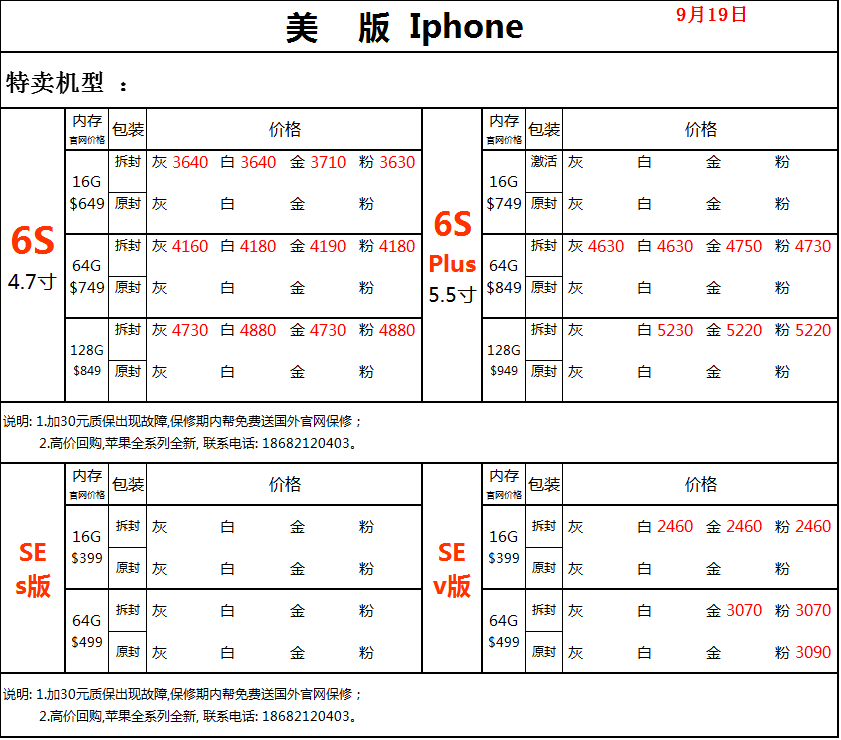 美 版 Iphone
9月19日
特卖机型 ：
内存 包装 价格 内存 包装 价格
官网价格 官网价格
拆封 灰 3640 白 3640 金 3710 粉 3630 激活 灰 白 金 粉
16G 16G
$649 原封 灰 白 金 粉 $749 原封 灰 白 金 粉
6S 拆封 灰 4160 白 4180 金 4190 粉 4180 6S 拆封 灰 4630 白 4630 金 4750 粉 4730
4.7寸 64G Plus 64G
$749 原封 灰 白 金 粉 5.5寸 $849 原封 灰 白 金 粉
拆封 灰 4730 白 4880 金 4730 粉 4880 拆封 灰 白 5230 金 5220 粉 5220
128G 128G
$849 原封 灰 白 金 粉 $949 原封 灰 白 金 粉
说明: 1.加30元质保出现故障,保修期内帮免费送国外官网保修；
2.高价回购,苹果全系列全新, 联系电话: 18682120403。
内存 包装 价格 内存 包装 价格
官网价格 官网价格
拆封 灰 白 金 粉 拆封 灰 白 2460 金 2460 粉 2460
SE 16G SE 16G
s版 $399 原封 灰 白 金 粉 v版 $399 原封 灰 白 金 粉
拆封 灰 白 金 粉 拆封 灰 白 金 3070 粉 3070
64G 64G
$499 原封 灰 白 金 粉 $499 原封 灰 白 金 粉 3090
说明: 1.加30元质保出现故障,保修期内帮免费送国外官网保修；
2.高价回购,苹果全系列全新, 联系电话: 18682120403。